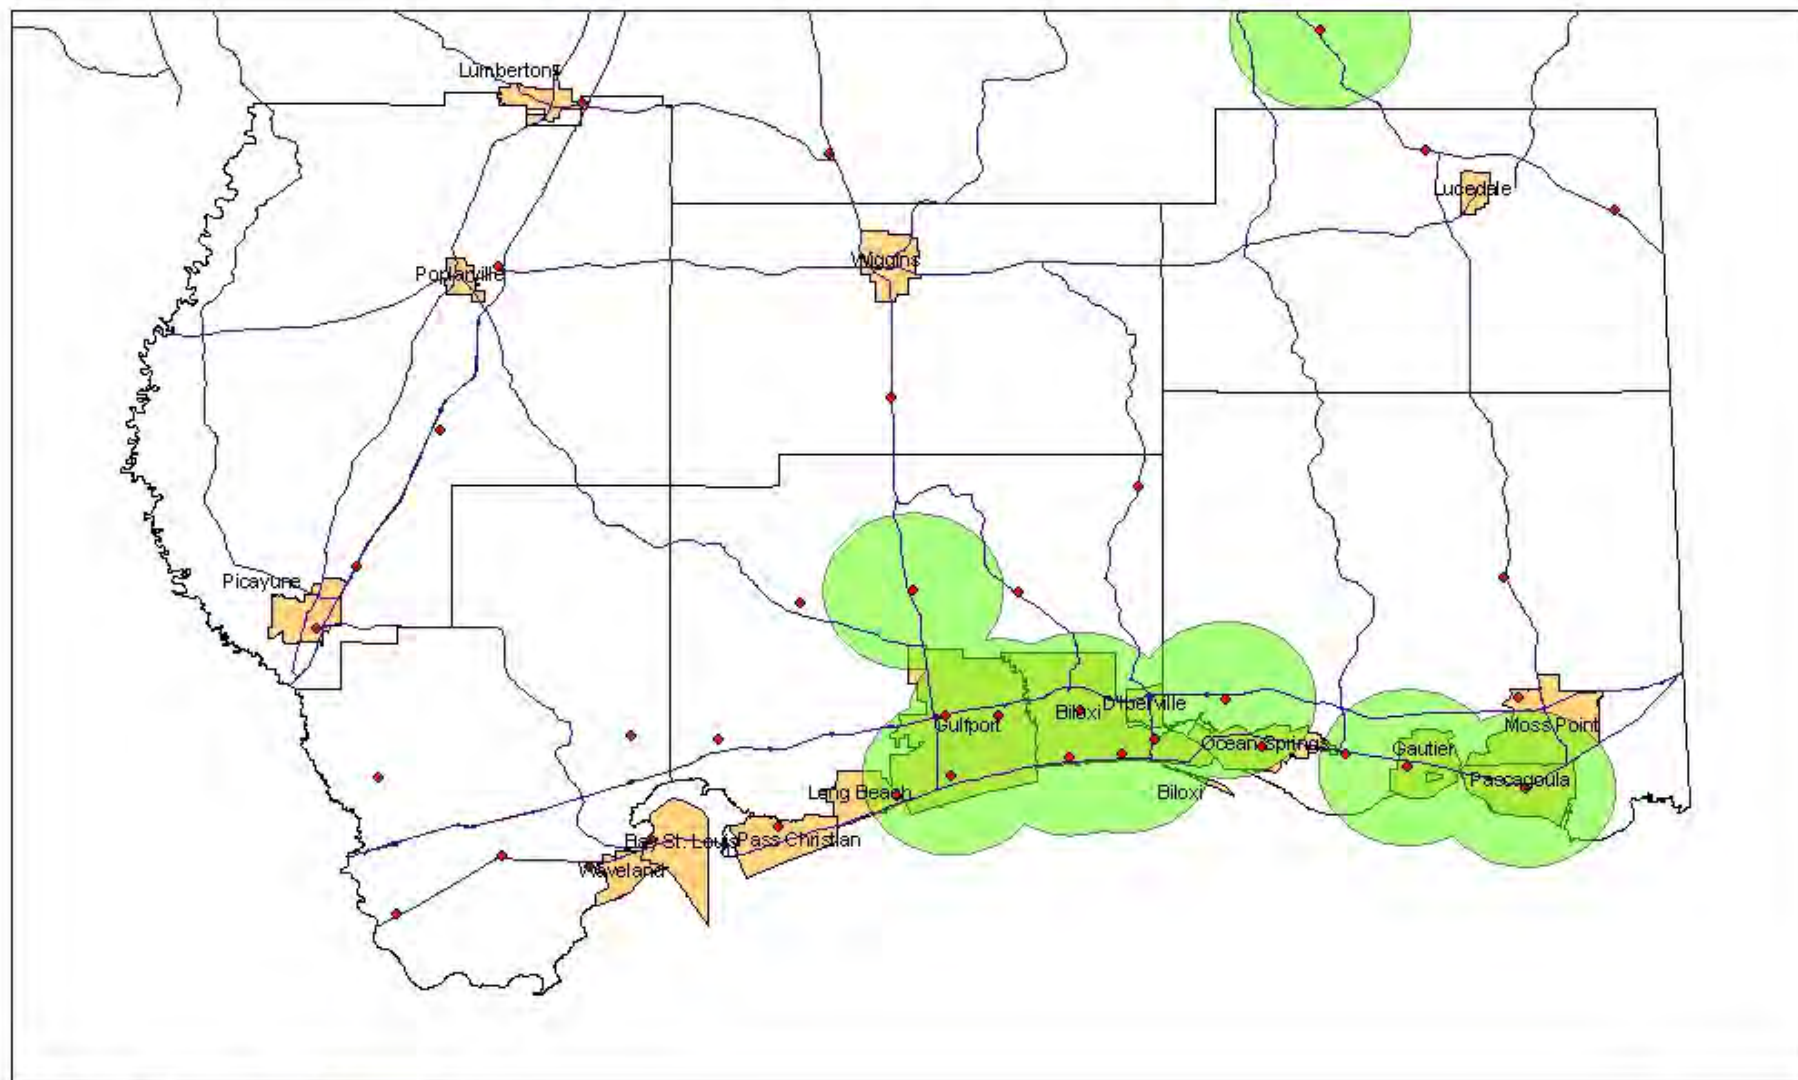 Lumberton
Lucedale
Wiggins
Poplarville
Picayune
D'Iberville
Biloxi
Gulfport
Moss Point
Ocean Springs
Gautier
Pascagoula
Long Beach
Biloxi
Bay St. Louis
Pass Christian
Waveland